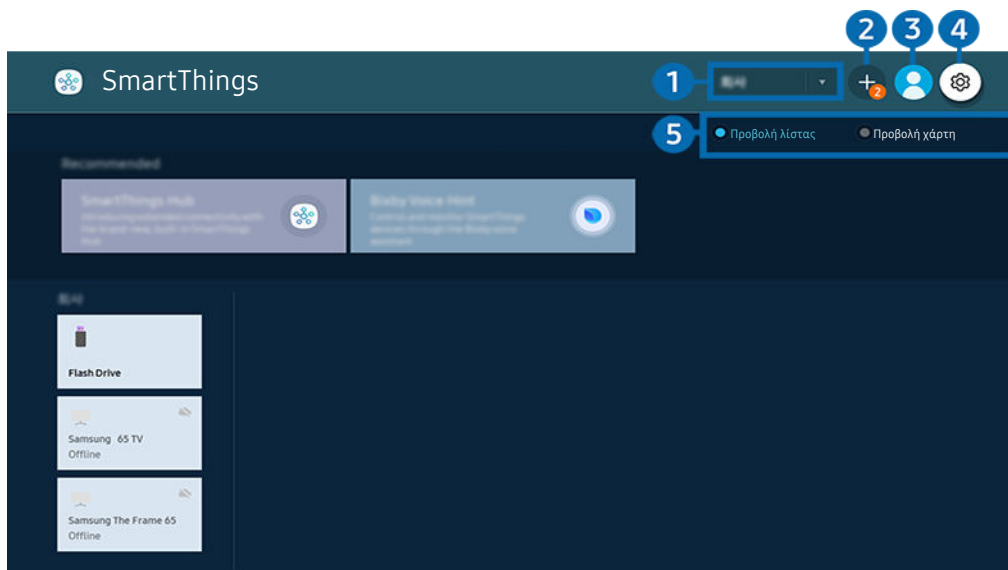 2 3 4
SmartThings
1
2
5
Προβολή λίστας Προβολή χάρτη
Recommended
SmartThings Hub
Bixby Voice Hint
Flash Drive
Samsung 65 TV
Offline
Samsung The Frame 65
Offline